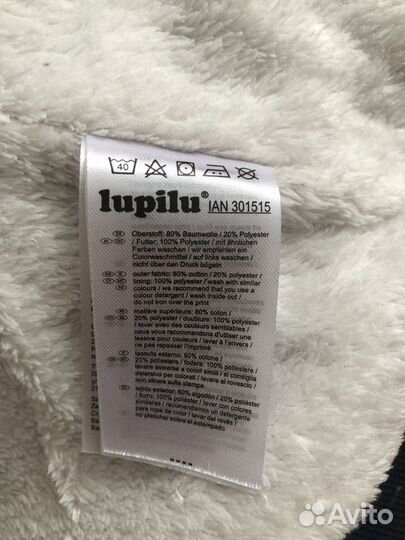 40
lupilu® IAN 301515
Oberstoff: 80% Baumwolle / 20% Polyester
/ Futter: 100% Polyester / mit ähnlichen
Farben waschen / wir empfehlen ein
Colorwaschmittel / auf links waschen /
nicht über den Druck bügeln
outer fabric: 80% cotton / 20% polyester /
lining: 100% polyester / wash with similar
colours / we recommend that you use a
colour detergent / wash inside out /
do not iron over the print
matière supérieure: 80% coton /
20% polyester / doublure: 100% polyester
/ laver avec des couleurs semblables /
nous vous recommandons d'utiliser une
lessive pour couleurs / laver à l'envers /
ne pas repasser l'imprimé
tessuto esterno: 80% cotone /
20% poliestere / fodera: 100% poliestere /
lavare assieme a colori simili / si consiglia
detersivo per colorati / lavare a rovescio /
non stirare sulla stampa
tejido exterior: 80% algodón / 20% poliéster
/ forro: 100% poliéster / lavar con colores
similares / recomendamos un detergente
para ropa de color / lavar del revés /
no planchar sobre el dibujo
Avito